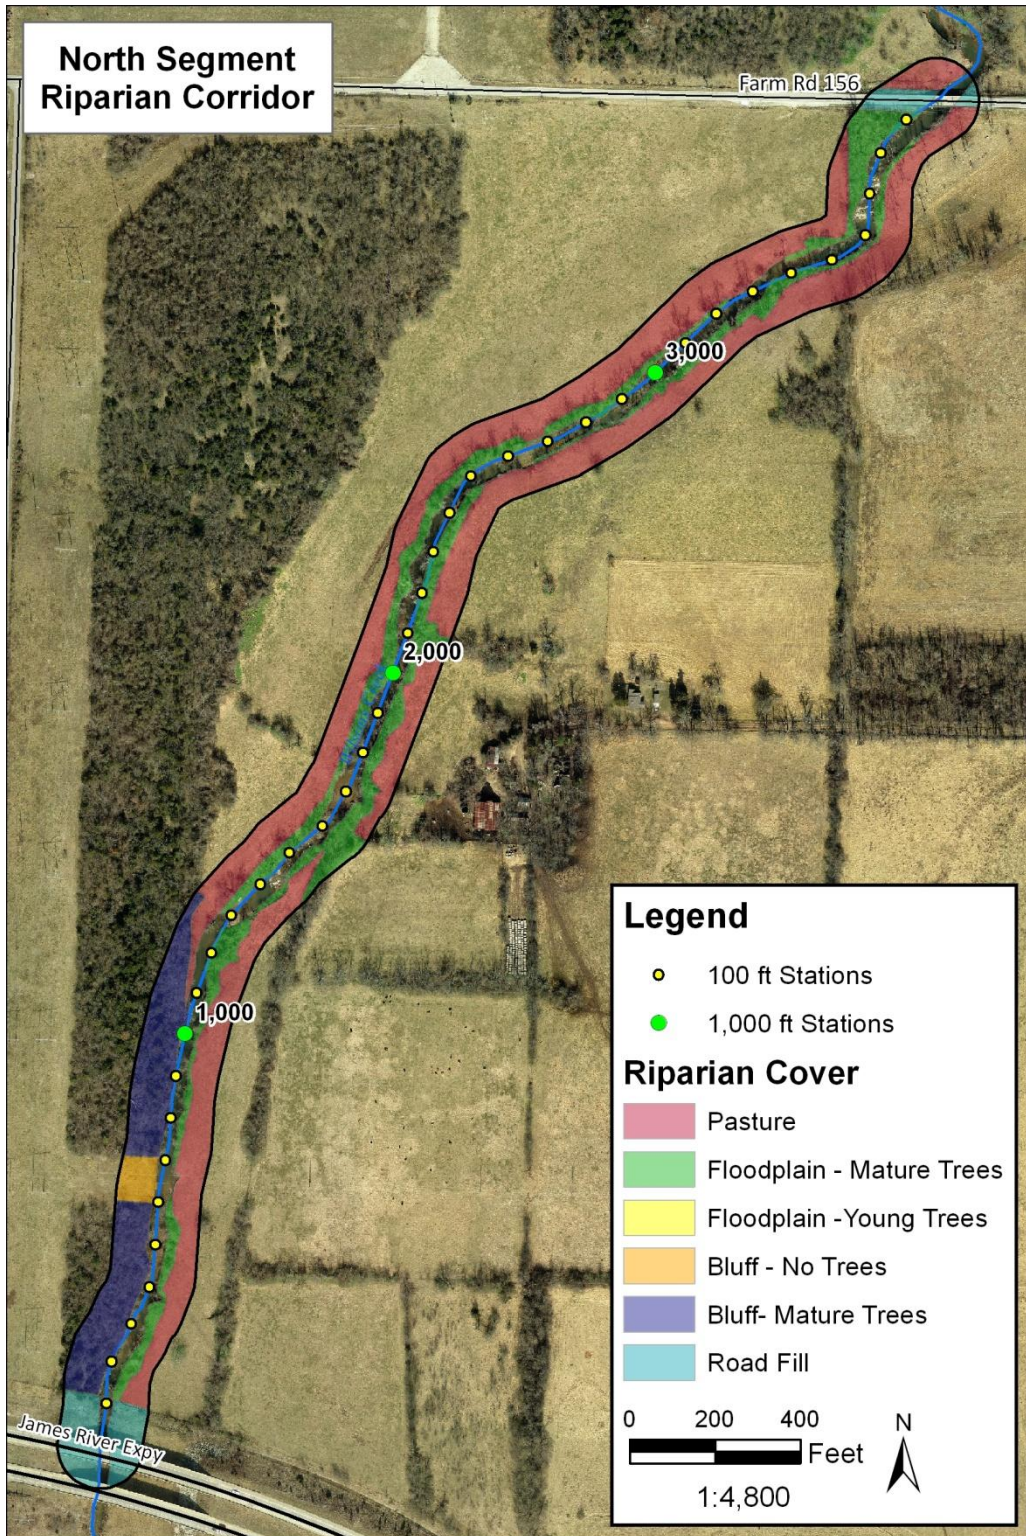 North Segment
Riparian Corridor
Farm Rd 156
3,000
2,000
1,000
James River Expy
Legend
100 ft Stations
1,000 ft Stations
Riparian Cover
Pasture
Floodplain - Mature Trees
Floodplain -Young Trees
Bluff - No Trees
Bluff- Mature Trees
Road Fill
0 200 400
Feet
N
1:4,800